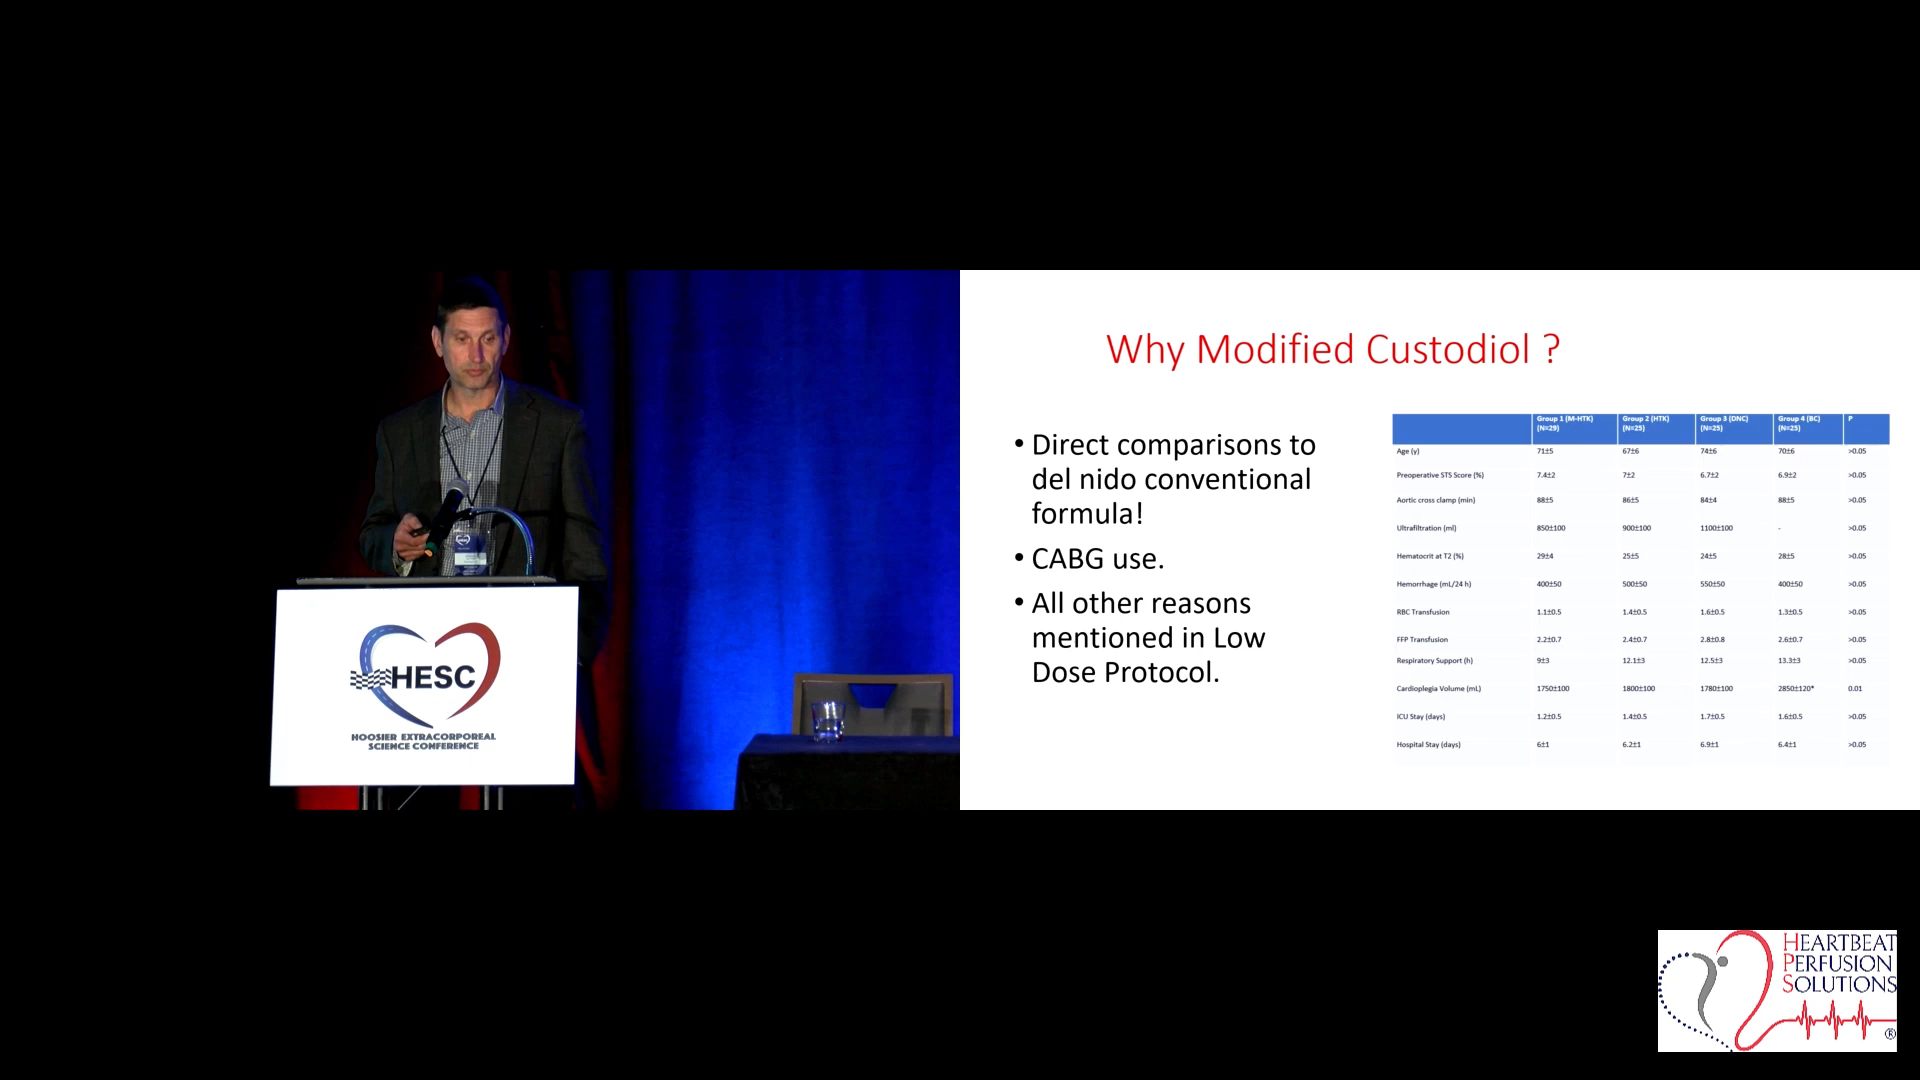 HESC
HOOSIER EXTRACORPOREAL
SCIENCE CONFERENCE
Why Modified Custodiol ?
• Direct comparisons to
del nido conventional
formula!
• CABG use.
• All other reasons
mentioned in Low
Dose Protocol.
Group 1 (M-HTK) (N=29) Group 2 (HTK) (N=25) Group 3 (DNC) (N=25) Group 4 (BC) (N=25) P
Age (y) 71±5 67±6 74±6 70±6 >0.05
Preoperative STS Score (%) 7.4±2 7±2 6.7±2 6.9±2 >0.05
Aortic cross clamp (min) 88±5 86±5 84±4 88±5 >0.05
Ultrafiltration (ml) 850±100 900±100 1100±100 - >0.05
Hematocrit at T2 (%) 29±4 25±5 24±5 28±5 >0.05
Hemorrhage (mL/24 h) 400±50 500±50 550±50 400±50 >0.05
RBC Transfusion 1.1±0.5 1.4±0.5 1.6±0.5 1.3±0.5 >0.05
FFP Transfusion 2.2±0.7 2.4±0.7 2.8±0.8 2.6±0.7 >0.05
Respiratory Support (h) 9±3 12.1±3 12.5±3 13.3±3 >0.05
Cardioplegia Volume (mL) 1750±100 1800±100 1780±100 2850±120* 0.01
ICU Stay (days) 1.2±0.5 1.4±0.5 1.7±0.5 1.6±0.5 >0.05
Hospital Stay (days) 6±1 6.2±1 6.9±1 6.4±1 >0.05
HEARTBEAT
PERFUSION
SOLUTIONS
®